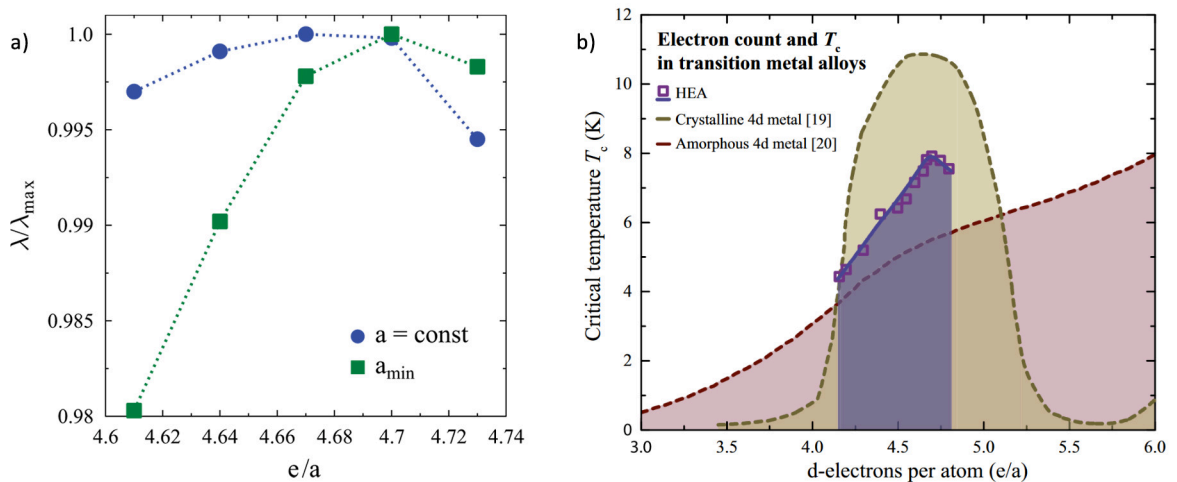 a)
1.0
0.995
0.99
0.985
0.98
λ/λmax
4.6
4.62
4.64
4.66
4.68
4.7
4.72
4.74
e/a
a = const
amin
b)
12
10
8
6
4
2
0
Critical temperature Tc (K)
Electron count and Tc
in transition metal alloys
HEA
Crystalline 4d metal [19]
Amorphous 4d metal [20]
3.0
3.5
4.0
4.5
5.0
5.5
6.0
d-electrons per atom (e/a)